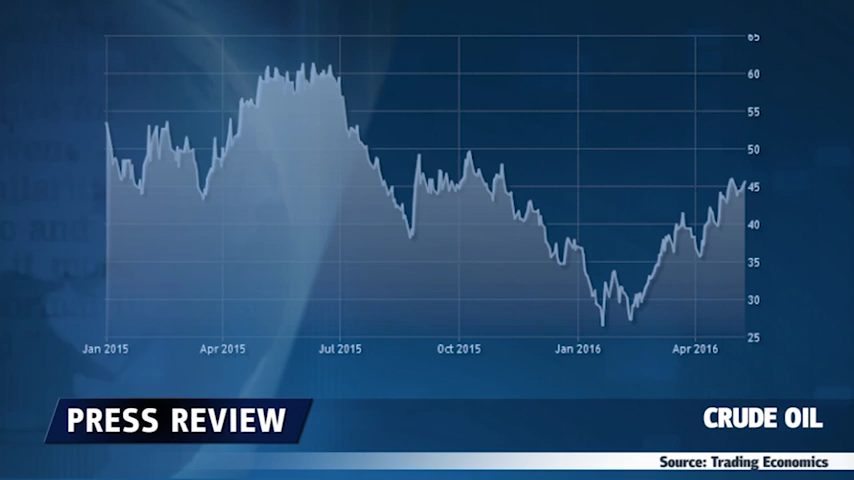 65
60
55
50
45
40
35
30
25
Jan 2015 Apr 2015 Jul 2015 Oct 2015 Jan 2016 Apr 2016
PRESS REVIEW
CRUDE OIL
Source: Trading Economics